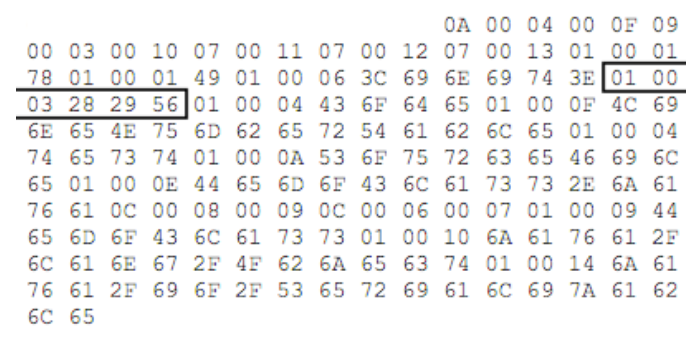 0A 00 04 00 0F 09
00 03 00 10 07 00 11 07 00 12 07 00 13 01 00 01
78 01 00 01 49 01 00 06 3C 69 6E 69 74 3E 01 00
03 28 29 56 01 00 04 43 6F 64 65 01 00 0F 4C 69
6E 65 4E 75 6D 62 65 72 54 61 62 6C 65 01 00 04
74 65 73 74 01 00 0A 53 6F 75 72 63 65 46 69 6C
65 01 00 0E 44 65 6D 6F 43 6C 61 73 73 2E 6A 61
76 61 0C 00 08 00 09 0C 00 06 00 07 01 00 09 44
65 6D 6F 43 6C 61 73 73 01 00 10 6A 61 76 61 2F
6C 61 6E 67 2F 4F 62 6A 65 63 74 01 00 14 6A 61
76 61 2F 69 6F 2F 53 65 72 69 61 6C 69 7A 61 62
6C 65